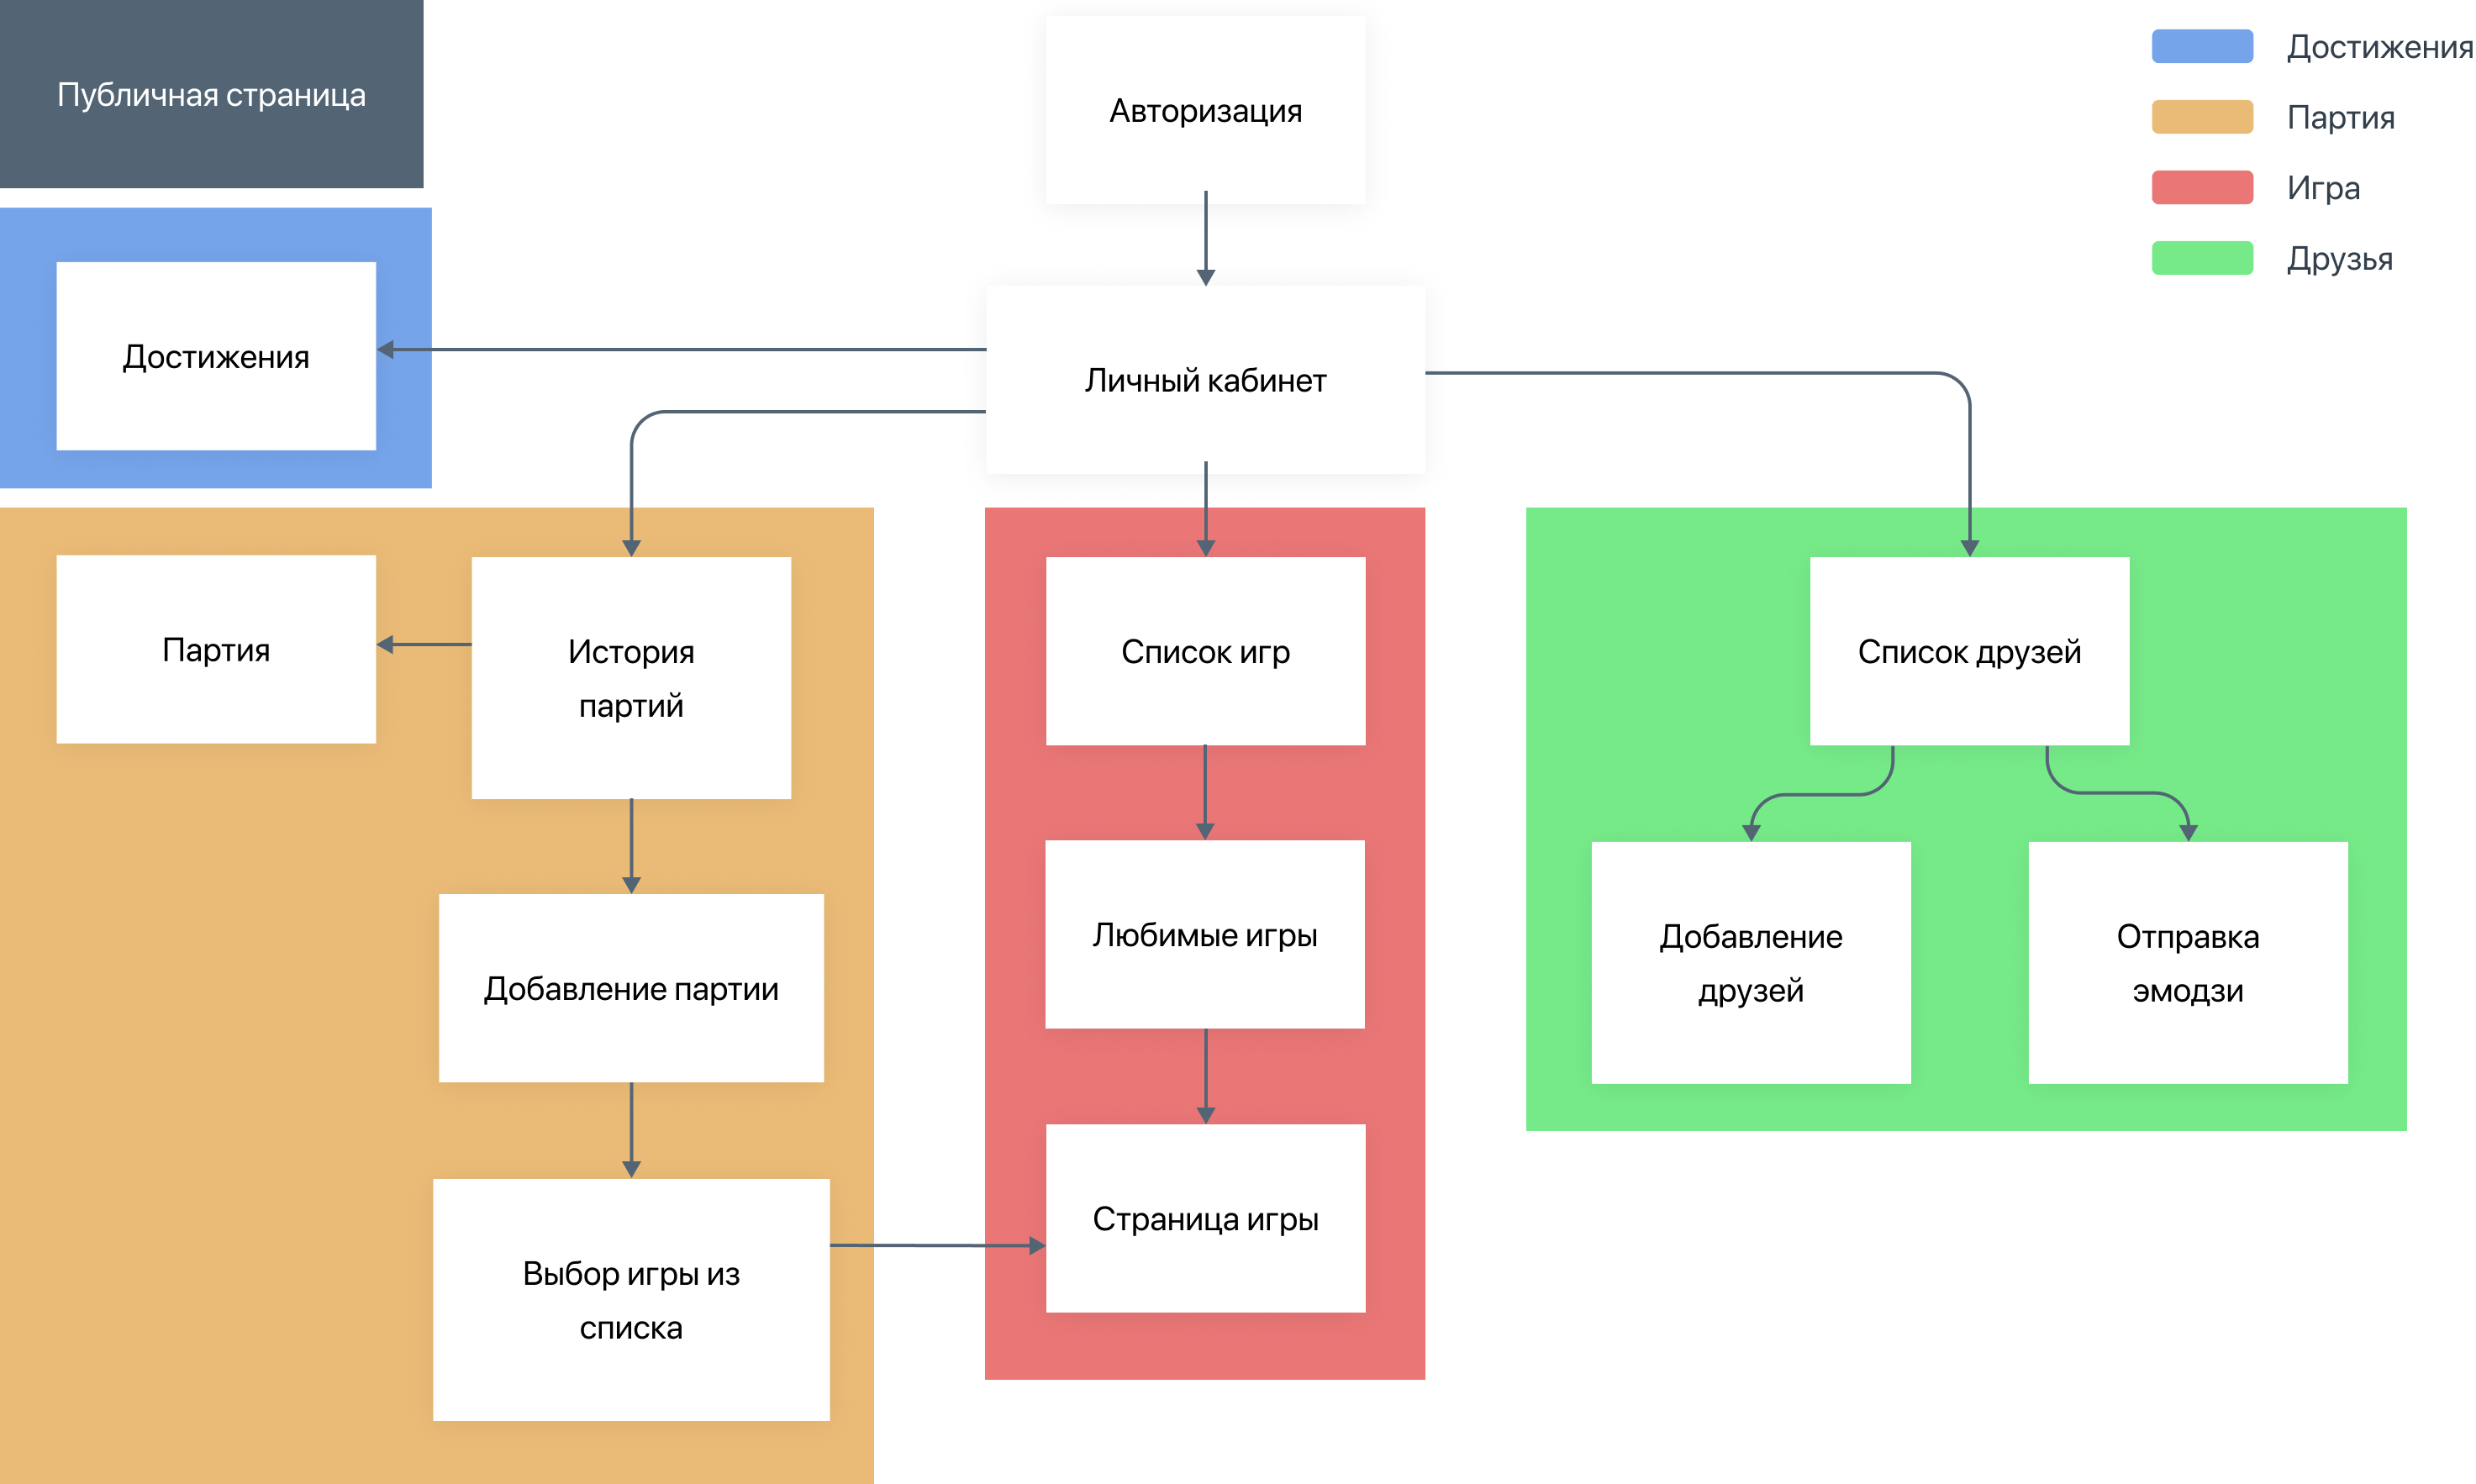 Публичная страница
Авторизация
Достижения
Партия
Игра
Друзья
Достижения
Личный кабинет
Партия
История
партий
Список игр
Список друзей
Добавление партии
Любимые игры
Добавление
друзей
Отправка
эмодзи
Выбор игры из
списка
Страница игры